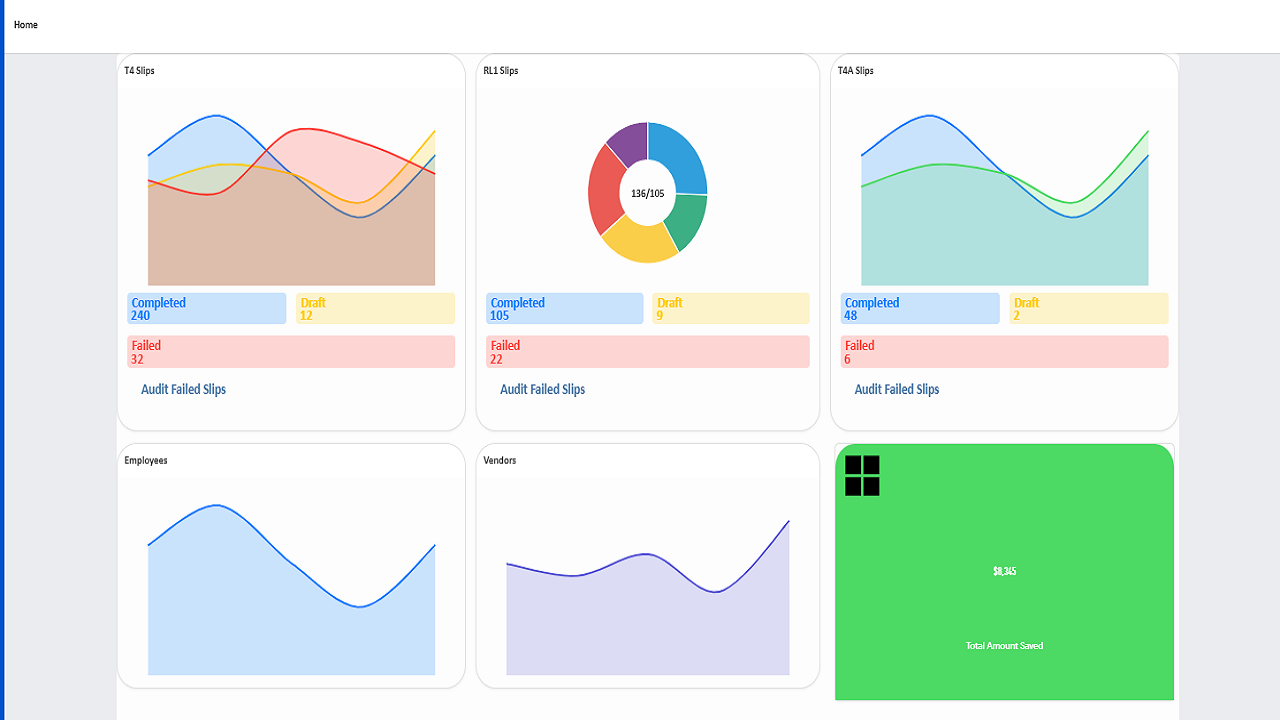 Home
T4 Slips
RL1 Slips
T4A Slips
136/105
Completed
240
Draft
12
Failed
32
Audit Failed Slips
Completed
105
Draft
9
Failed
22
Audit Failed Slips
Completed
48
Draft
2
Failed
6
Audit Failed Slips
Employees
Vendors
$8,345
Total Amount Saved